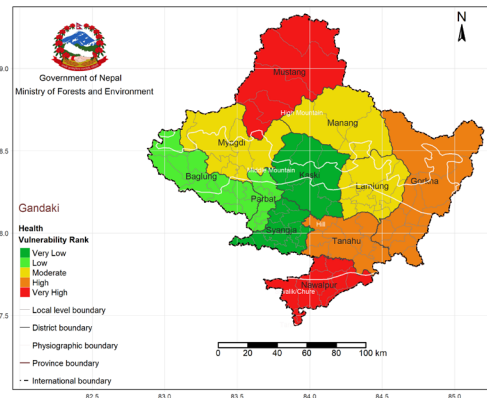 N
Government of Nepal
Ministry of Forests and Environment
9.0
Mustang
High Mountain
Manang
8.5
Myagdi
Mountain
Kaski
Baglung
Lamjung
Gorkha
Parbat
Gandaki
Syangja
Hill
8.0
Tanahu
Health
Vulnerability Rank
Very Low
Low
Moderate
High
Very High
Nawalpur
walik/Chure
Local level boundary
7.5
District boundary
Physiographic boundary
0 20 40 60 80 100 km
Province boundary
International boundary
82.5 83.0 83.5 84.0 84.5 85.0